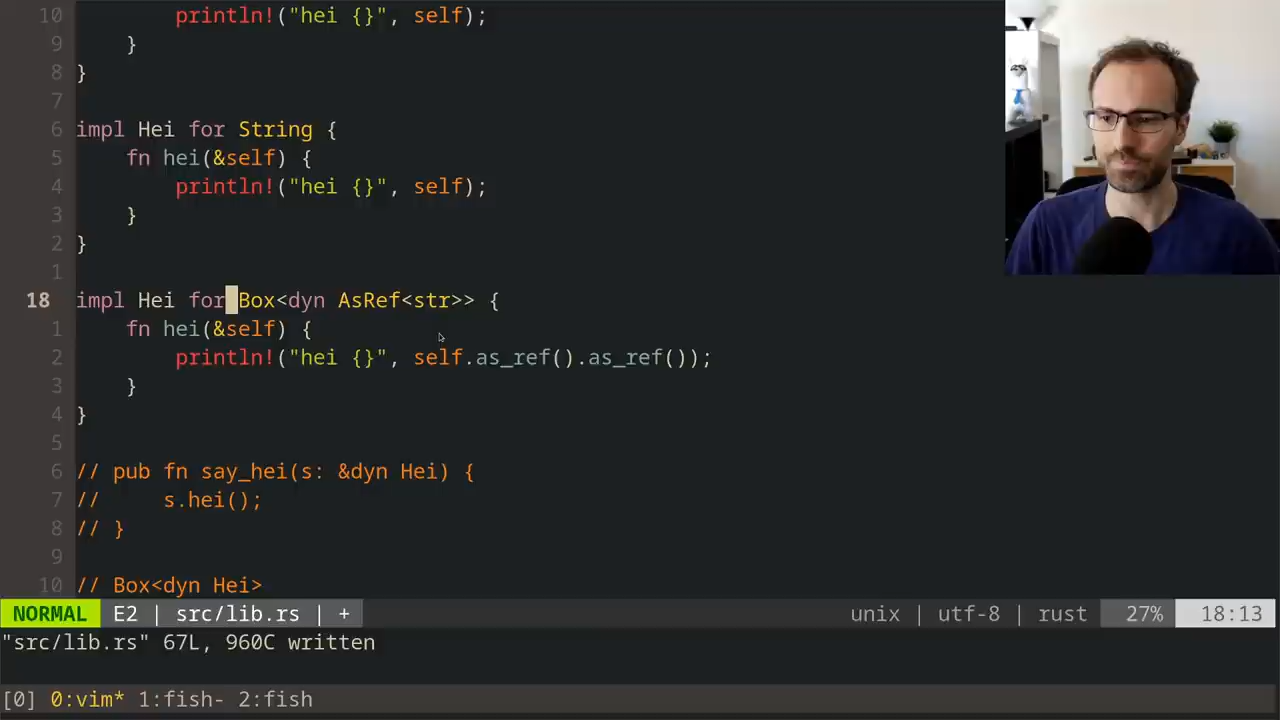 10         println!("hei {}", self);
9     }
8 }
7
6 impl Hei for String {
5     fn hei(&self) {
4         println!("hei {}", self);
3     }
2 }
1
18 impl Hei for Box<dyn AsRef<str>> {
1     fn hei(&self) {
2         println!("hei {}", self.as_ref().as_ref());
3     }
4 }
5
6 // pub fn say_hei(s: &dyn Hei) {
7 //     s.hei();
8 // }
9
10 // Box<dyn Hei>
NORMAL E2 | src/lib.rs | + unix | utf-8 | rust 27% 18:13
"src/lib.rs" 67L, 960C written
[0] 0:vim* 1:fish- 2:fish